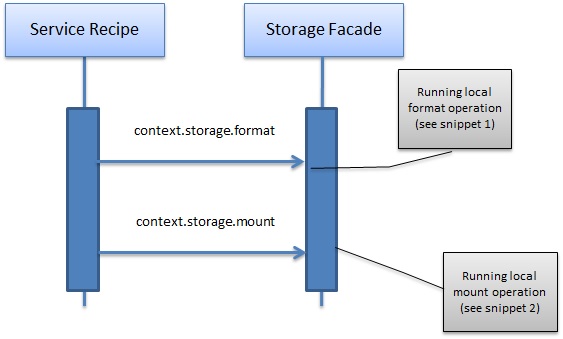 Service Recipe
Storage Facade
Running local
format operation
(see snippet 1)
context.storage.format
context.storage.mount
Running local
mount operation
(see snippet 2)